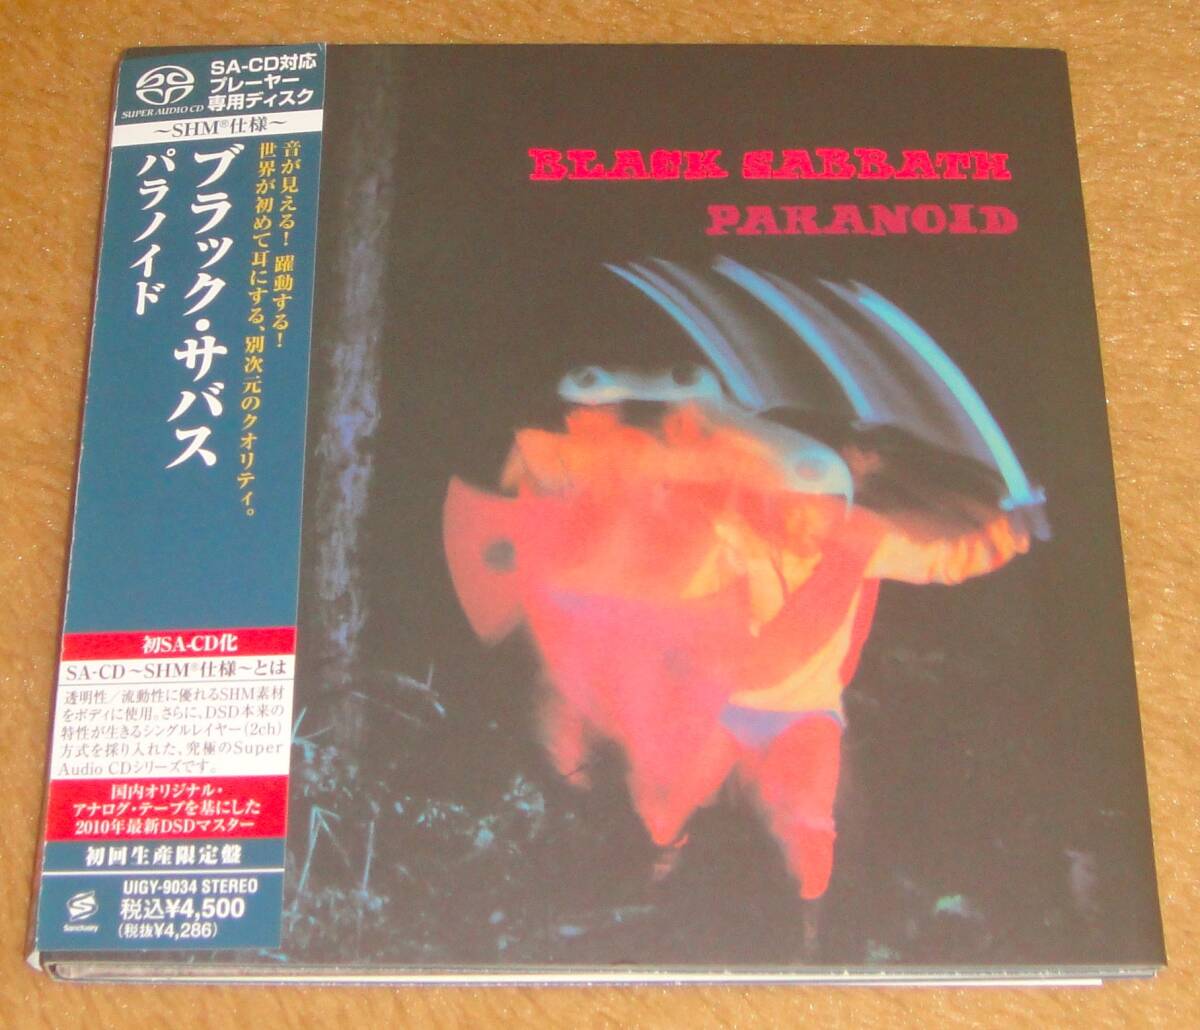 SUPER AUDIO CD
SA-CD対応
プレーヤー
専用ディスク
～SHM®仕様～
音が見える！躍動する！
世界が初めて耳にする、別次元のクオリティ。
ブラック・サバス
パラノイド
初SA-CD化
SA-CD～SHM®仕様～とは
透明性／流動性に優れるSHM素材
をボディに使用。さらに、DSD本来の
特性が生きるシングルレイヤー（2ch）
方式を採り入れた、究極のSuper
Audio CDシリーズです。
国内オリジナル・
アナログ・テープを基にした
2010年最新DSDマスター
初回生産限定盤
UIGY-9034 STEREO
税込¥4,500
(税抜¥4,286)
Sanctuary
BLACK SABBATH
PARANOID